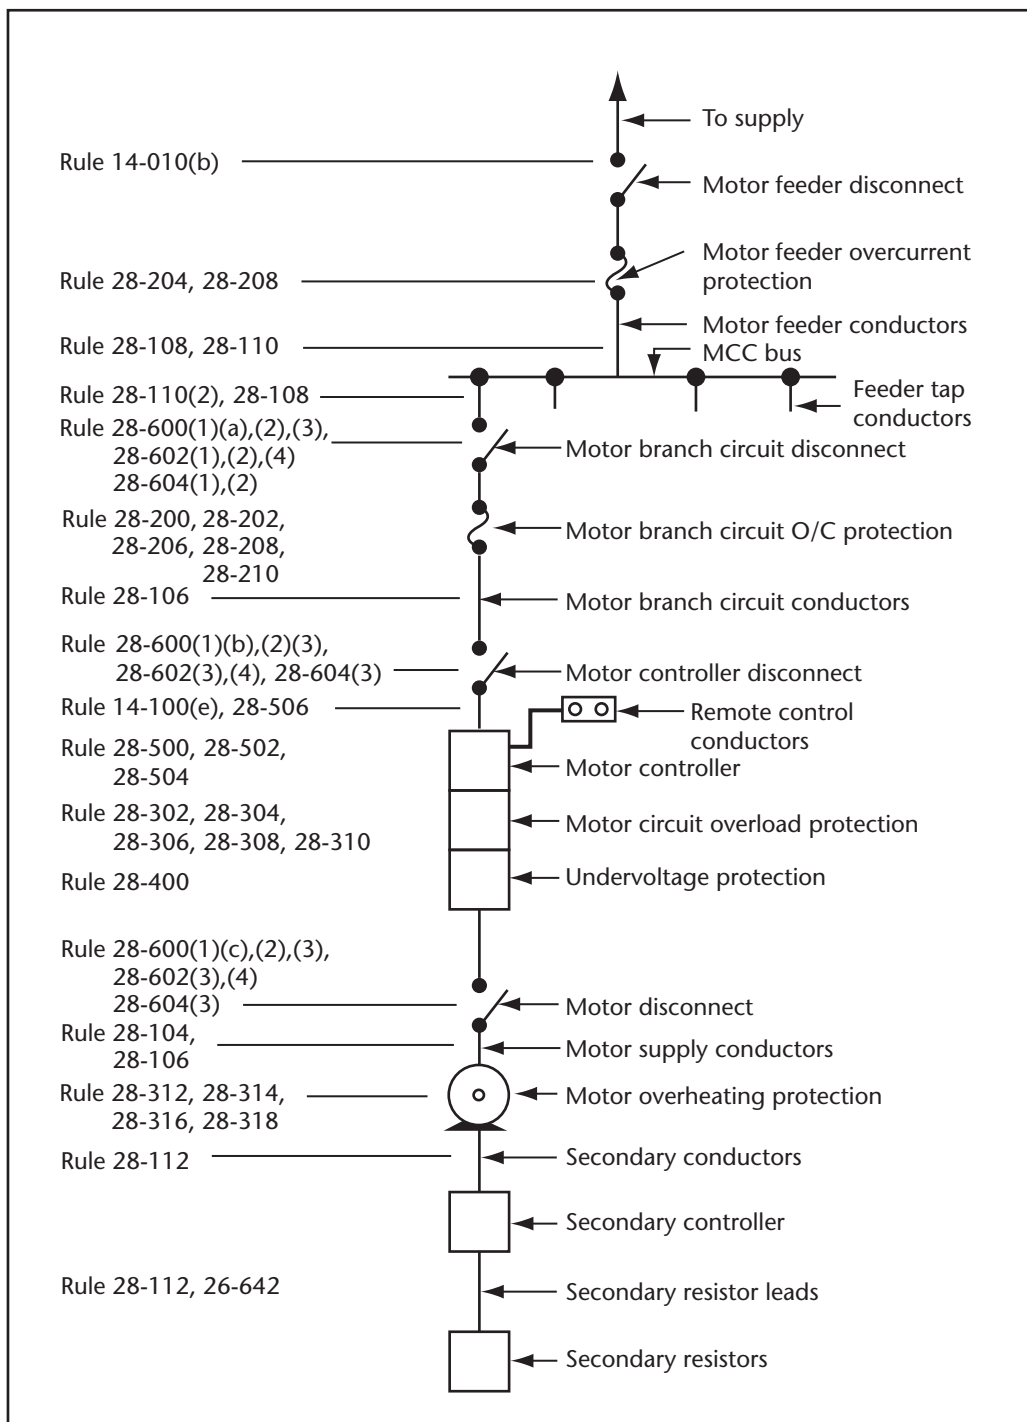 To supply
Rule 14-010(b)
Motor feeder disconnect
Motor feeder overcurrent
protection
Rule 28-204, 28-208
Motor feeder conductors
Rule 28-108, 28-110
MCC bus
Rule 28-110(2), 28-108
Feeder tap
conductors
Rule 28-600(1)(a),(2),(3),
28-602(1),(2),(4)
28-604(1),(2)
Motor branch circuit disconnect
Rule 28-200, 28-202,
28-206, 28-208,
28-210
Motor branch circuit O/C protection
Rule 28-106
Motor branch circuit conductors
Rule 28-600(1)(b),(2)(3),
28-602(3),(4), 28-604(3)
Motor controller disconnect
Rule 14-100(e), 28-506
Remote control
conductors
Rule 28-500, 28-502,
28-504
Motor controller
Rule 28-302, 28-304,
28-306, 28-308, 28-310
Motor circuit overload protection
Rule 28-400
Undervoltage protection
Rule 28-600(1)(c),(2),(3),
28-602(3),(4)
28-604(3)
Motor disconnect
Rule 28-104,
28-106
Motor supply conductors
Rule 28-312, 28-314,
28-316, 28-318
Motor overheating protection
Rule 28-112
Secondary conductors
Secondary controller
Rule 28-112, 26-642
Secondary resistor leads
Secondary resistors